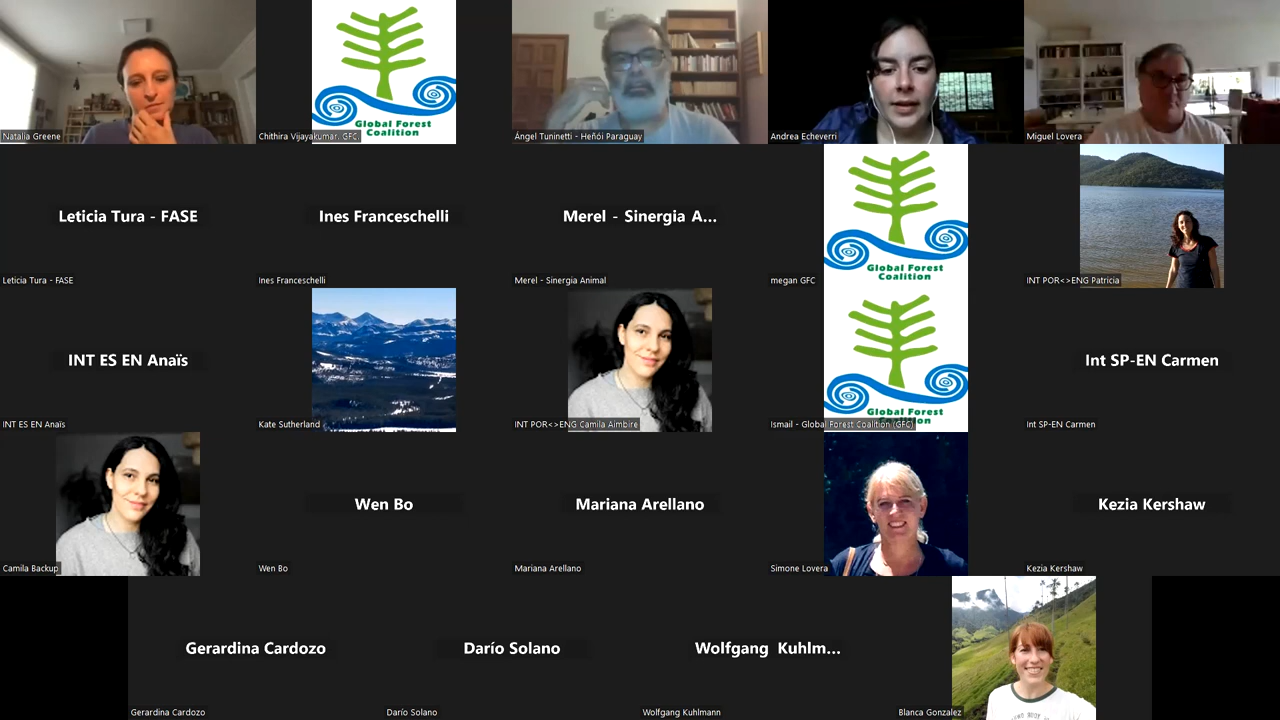 Natalia Greene
Global Forest
Coalition
Chithira Vijayakumar, GFC,
Ángel Tuninetti - Heñói Paraguay
Andrea Echeverri
Miguel Lovera
Leticia Tura - FASE
Leticia Tura - FASE
Ines Franceschelli
Ines Franceschelli
Merel - Sinergia A...
Merel - Sinergia Animal
Global Forest
Coalition
megan GFC
INT POR<>ENG Patricia
INT ES EN Anaïs
INT ES EN Anaïs
Kate Sutherland
INT POR<>ENG Camila Aimbire
Global Forest
Coalition
Ismail - Global Forest Coalition (GFC)
Int SP-EN Carmen
Int SP-EN Carmen
Camila Backup
Wen Bo
Wen Bo
Mariana Arellano
Mariana Arellano
Simone Lovera
Kezia Kershaw
Kezia Kershaw
Gerardina Cardozo
Gerardina Cardozo
Darío Solano
Darío Solano
Wolfgang Kuhlm...
Wolfgang Kuhlmann
Blanca Gonzalez